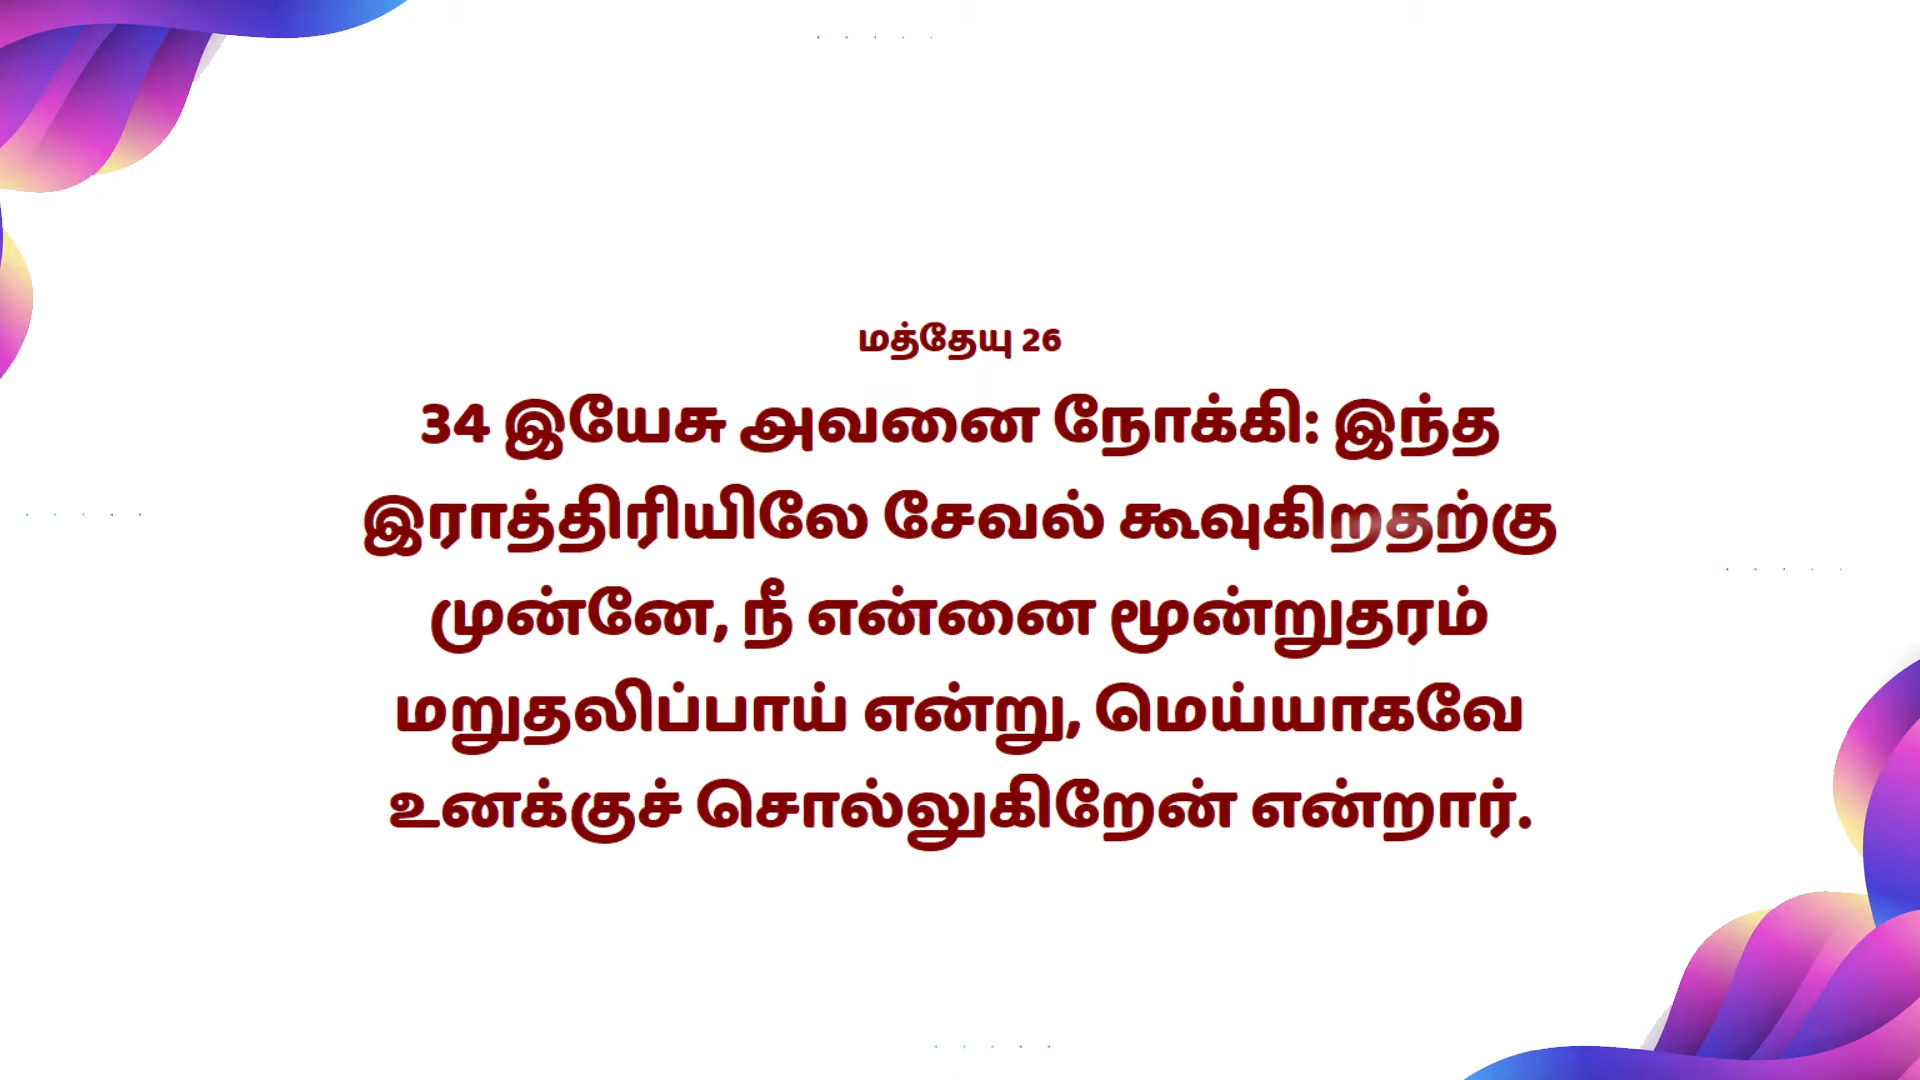 மத்தேயு 26
34 இயேசு அவனை நோக்கி: இந்த
இராத்திரியிலே சேவல் கூவுகிறதற்கு
முன்னே, நீ என்னை மூன்றுதரம்
மறுதலிப்பாய் என்று, மெய்யாகவே
உனக்குச் சொல்லுகிறேன் என்றார்.